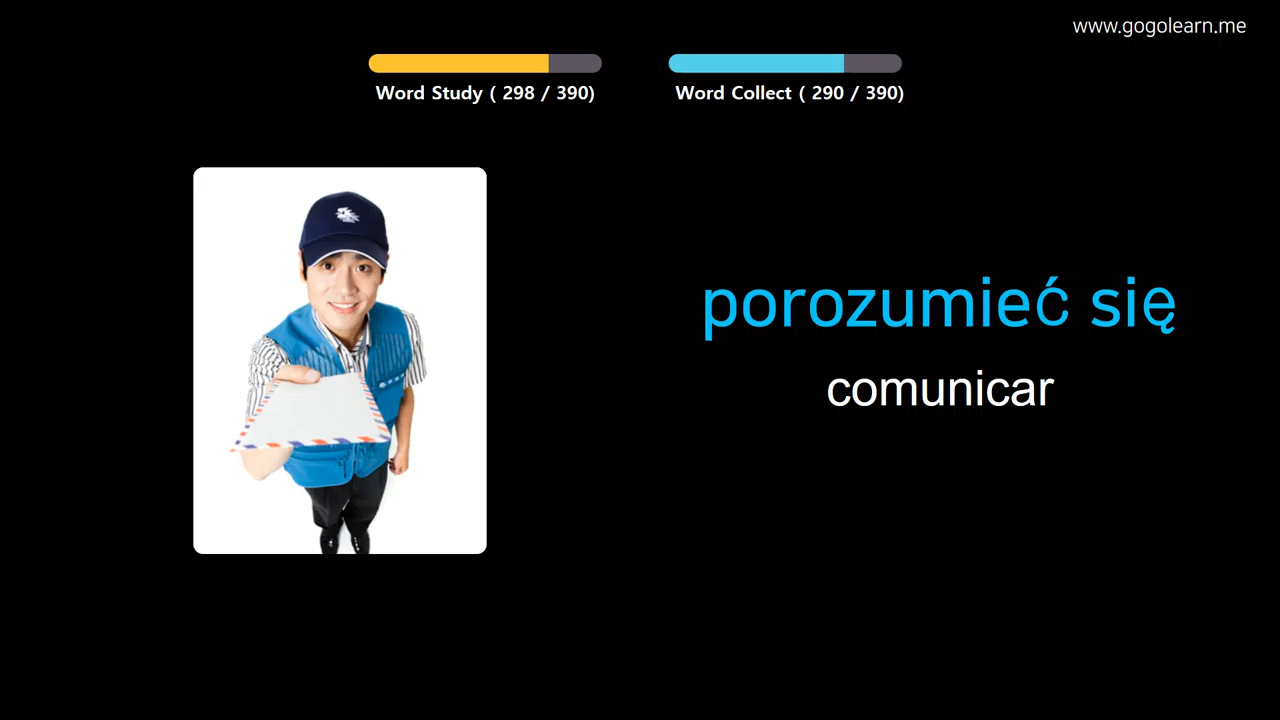 www.gogolearn.me
Word Study ( 298 / 390)
Word Collect ( 290 / 390)
porozumieć się
comunicar